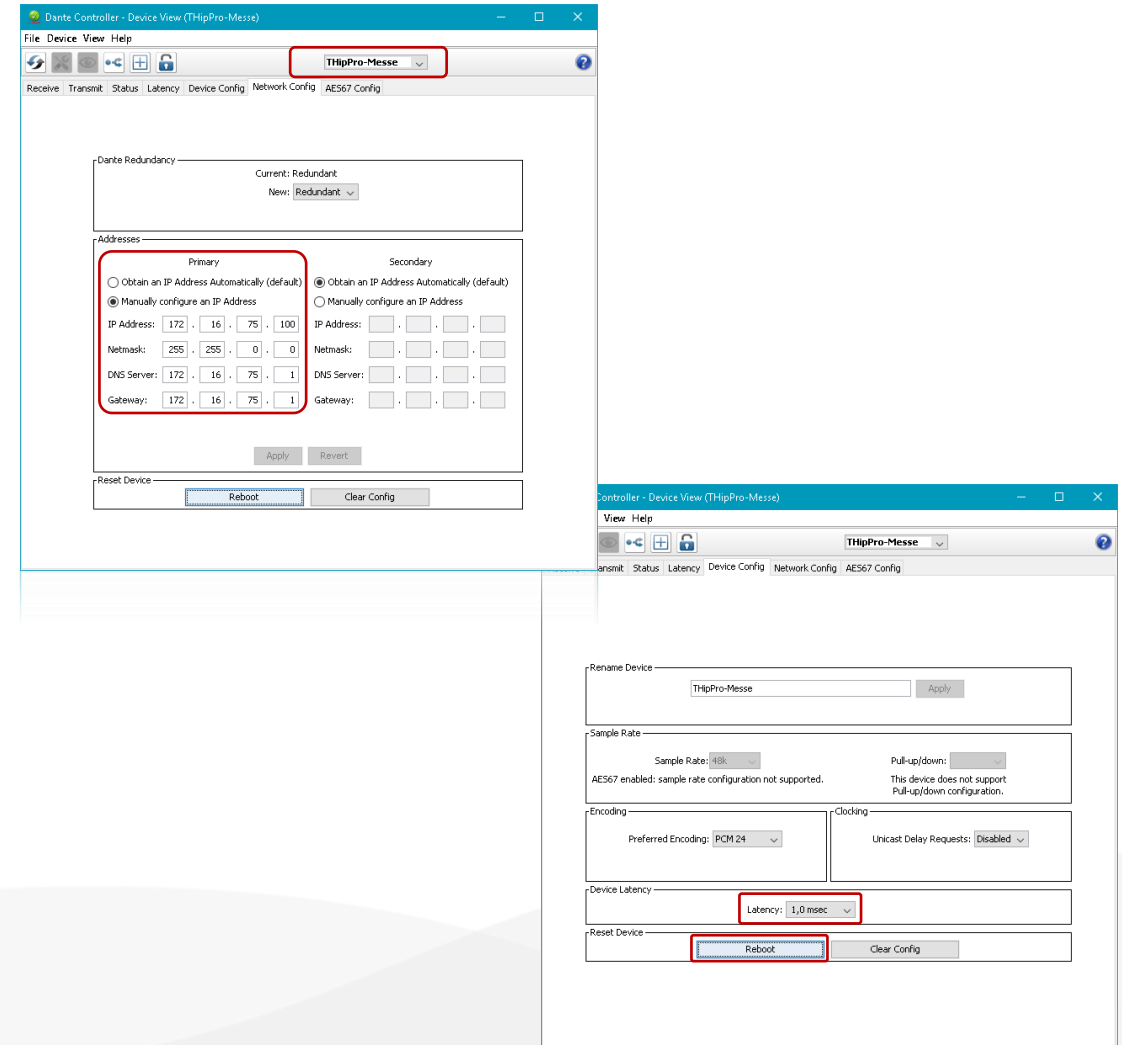 Dante Controller - Device View (THipPro-Messe)
File Device View Help
THipPro-Messe
Receive Transmit Status Latency Device Config Network Config AES67 Config
Dante Redundancy
Current: Redundant
New: Redundant
Addresses
Primary Secondary
Obtain an IP Address Automatically (default) Obtain an IP Address Automatically (default)
Manually configure an IP Address Manually configure an IP Address
IP Address: 172 . 16 . 75 . 100 IP Address: . . .
Netmask: 255 . 255 . 0 . 0 Netmask: . . .
DNS Server: 172 . 16 . 75 . 1 DNS Server: . . .
Gateway: 172 . 16 . 75 . 1 Gateway: . . .
Apply Revert
Reset Device
Reboot Clear Config
Controller - Device View (THipPro-Messe)
View Help
THipPro-Messe
ansmit Status Latency Device Config Network Config AES67 Config
Rename Device
THipPro-Messe Apply
Sample Rate
Sample Rate: 48k Pull-up/down:
AES67 enabled: sample rate configuration not supported. This device does not support
Pull-up/down configuration.
Encoding Clocking
Preferred Encoding: PCM 24 Unicast Delay Requests: Disabled
Device Latency
Latency: 1,0 msec
Reset Device
Reboot Clear Config